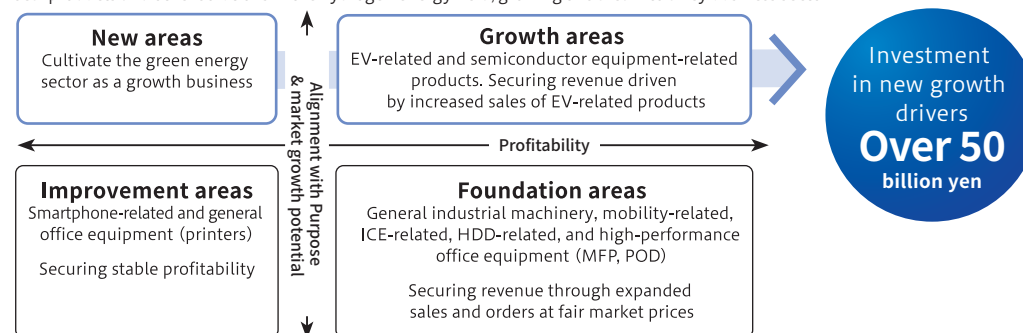 New areas
Cultivate the green energy
sector as a growth business
Growth areas
EV-related and semiconductor equipment-related
products. Securing revenue driven
by increased sales of EV-related products
Investment
in new growth
drivers
Over 50
billion yen
Alignment with Purpose
& market growth potential
Profitability
Improvement areas
Smartphone-related and general
office equipment (printers)
Securing stable profitability
Foundation areas
General industrial machinery, mobility-related,
ICE-related, HDD-related, and high-performance
office equipment (MFP, POD)
Securing revenue through expanded
sales and orders at fair market prices